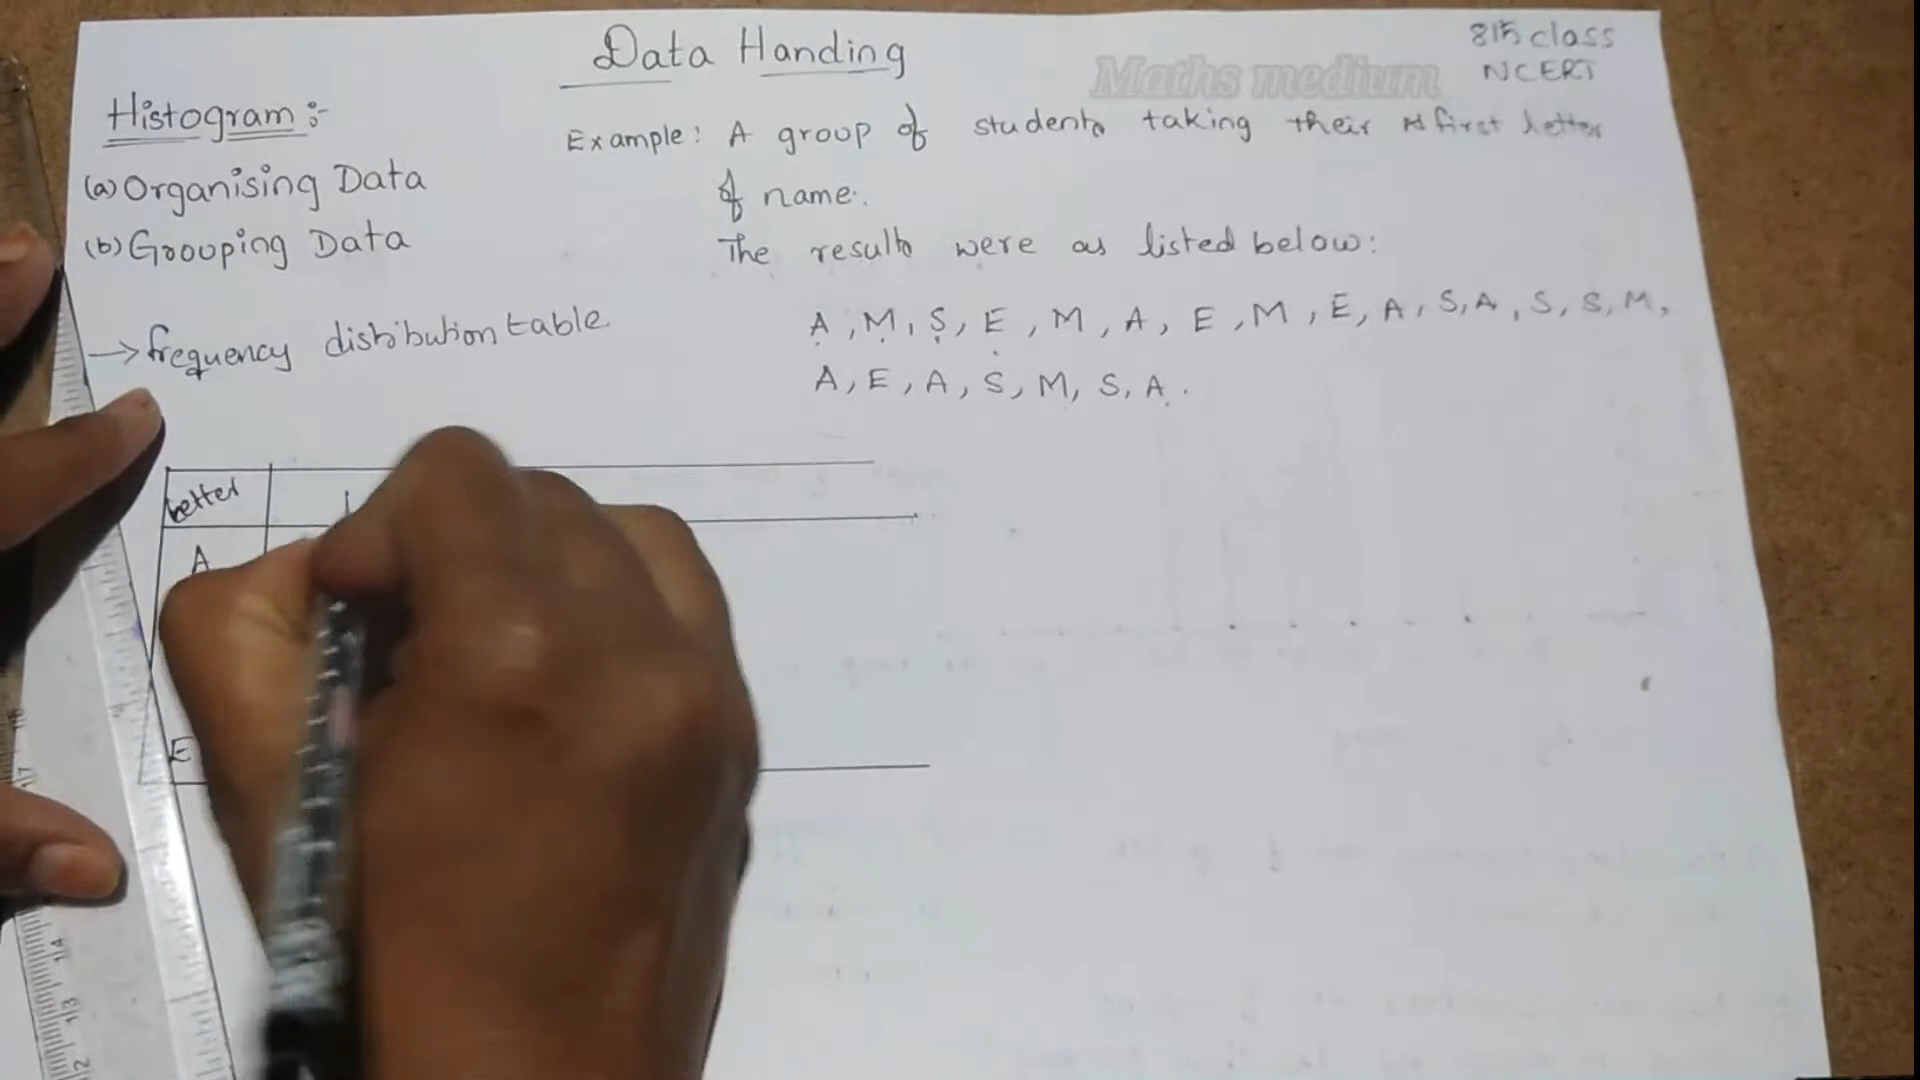 Data Handing
8th class
NCERT
Maths medium
Histogram :-
(a) Organising Data
(b) Groouping Data
→ frequency distribution table
Example: A group of students taking their first letter
of name.
The results were as listed below:
A, M, S, E, M, A, E, M, E, A, S, A, S, S, M,
A, E, A, S, M, S, A.
letter
A
E